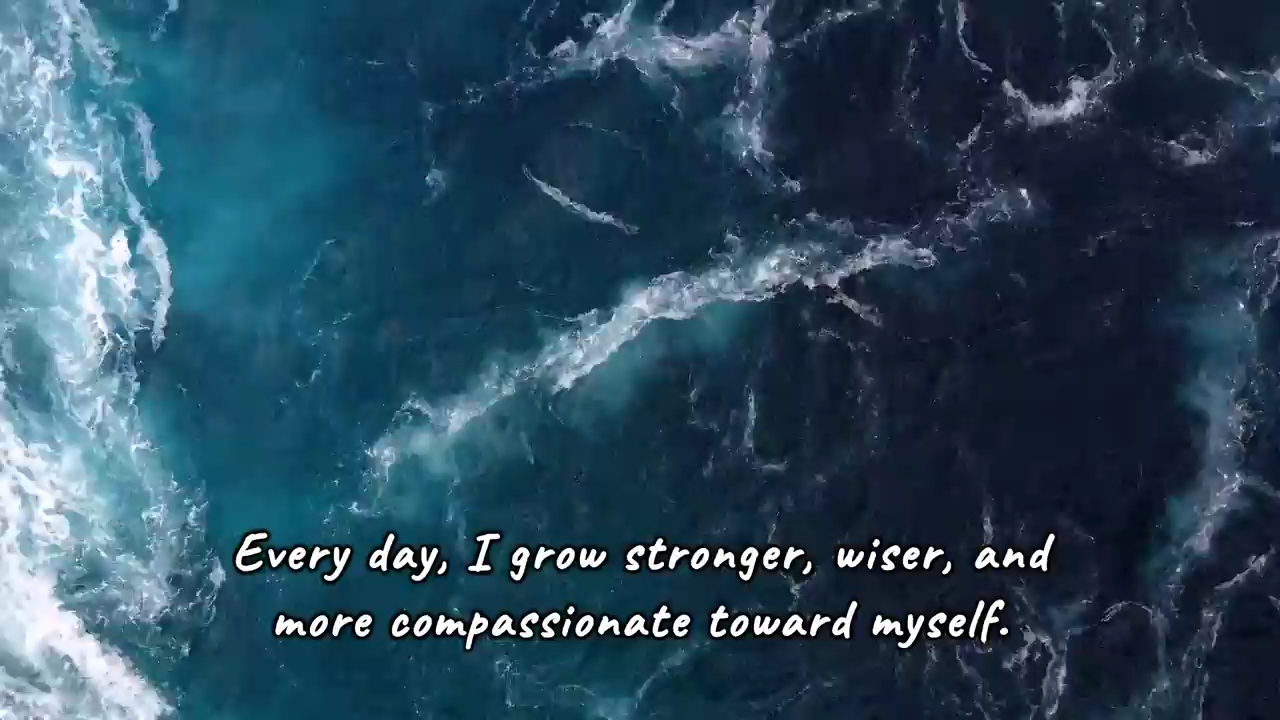 Every day, I grow stronger, wiser, and
more compassionate toward myself.